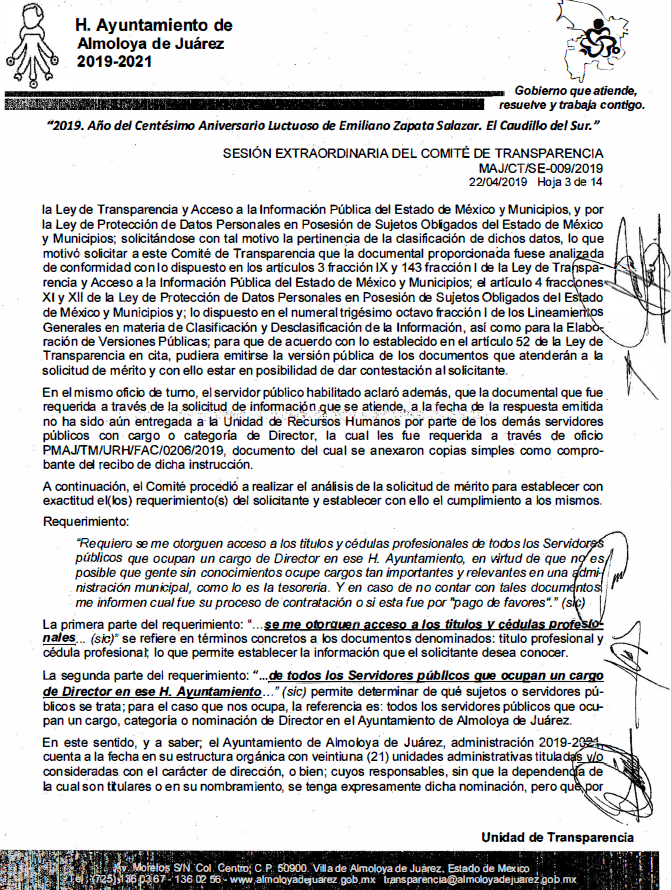 H. Ayuntamiento de
Almoloya de Juárez
2019-2021
Gobierno que atiende,
resuelve y trabaja contigo.
"2019. Año del Centésimo Aniversario Luctuoso de Emiliano Zapata Salazar. El Caudillo del Sur."
SESIÓN EXTRAORDINARIA DEL COMITÉ DE TRANSPARENCIA
MAJ/CT/SE-009/2019
22/04/2019 Hoja 3 de 14
la Ley de Transparencia y Acceso a la Información Pública del Estado de México y Municipios, y por
la Ley de Protección de Datos Personales en Posesión de Sujetos Obligados del Estado de México
y Municipios; solicitándose con tal motivo la pertinencia de la clasificación de dichos datos, lo que
motivó solicitar a este Comité de Transparencia que la documental proporcionada fuese analizada
de conformidad con lo dispuesto en los artículos 3 fracción IX y 143 fracción I de la Ley de Transpa-
rencia y Acceso a la Información Pública del Estado de México y Municipios; el artículo 4 fracciones
XI y XII de la Ley de Protección de Datos Personales en Posesión de Sujetos Obligados del Estado
de México y Municipios y; lo dispuesto en el numeral trigésimo octavo fracción I de los Lineamientos
Generales en materia de Clasificación y Desclasificación de la Información, así como para la Elabo-
ración de Versiones Públicas; para que de acuerdo con lo establecido en el artículo 52 de la Ley de
Transparencia en cita, pudiera emitirse la versión pública de los documentos que atenderán a la
solicitud de mérito y con ello estar en posibilidad de dar contestación al solicitante.
En el mismo oficio de turno, el servidor público habilitado aclaró además, que la documental que fue
requerida a través de la solicitud de información que se atiende, a la fecha de la respuesta emitida
no ha sido aún entregada a la Unidad de Recursos Humanos por parte de los demás servidores
públicos con cargo o categoría de Director, la cual les fue requerida a través de oficio
PMAJ/TM/URH/FAC/0206/2019, documento del cual se anexaron copias simples como compro-
bante del recibo de dicha instrucción.
A continuación, el Comité procedió a realizar el análisis de la solicitud de mérito para establecer con
exactitud el(los) requerimiento(s) del solicitante y establecer con ello el cumplimiento a los mismos.
Requerimiento:
"Requiero se me otorguen acceso a los titulos y cédulas profesionales de todos los Servidores
públicos que ocupan un cargo de Director en ese H. Ayuntamiento, en virtud de que no es
posible que gente sin conocimientos ocupe cargos tan importantes y relevantes en una admi-
nistración municipal, como lo es la tesorería. Y en caso de no contar con tales documentos
me informen cual fue su proceso de contratación o si esta fue por "pago de favores"." (sic)
La primera parte del requerimiento: "...se me otorguen acceso a los titulos y cédulas profesio-
nales... (sic)" se refiere en términos concretos a los documentos denominados: título profesional y
cédula profesional; lo que permite establecer la información que el solicitante desea conocer.
La segunda parte del requerimiento: "...de todos los Servidores públicos que ocupan un cargo
de Director en ese H. Ayuntamiento..." (sic) permite determinar de qué sujetos o servidores pú-
blicos se trata; para el caso que nos ocupa, la referencia es: todos los servidores públicos que ocu-
pan un cargo, categoría o nominación de Director en el Ayuntamiento de Almoloya de Juárez.
En este sentido, y a saber; el Ayuntamiento de Almoloya de Juárez, administración 2019-2021,
cuenta a la fecha en su estructura orgánica con veintiuna (21) unidades administrativas tituladas y/o
consideradas con el carácter de dirección, o bien; cuyos responsables, sin que la dependencia de
la cual son titulares o en su nombramiento, se tenga expresamente dicha nominación, pero que por
Unidad de Transparencia
Av. Morelos S/N. Col. Centro; C.P. 50900. Villa de Almoloya de Juárez, Estado de México
Tel. (725) 136 03 67 - 136 02 56 - www.almoloyadejuarez.gob.mx transparencia@almoloyadejuarez.gob.mx